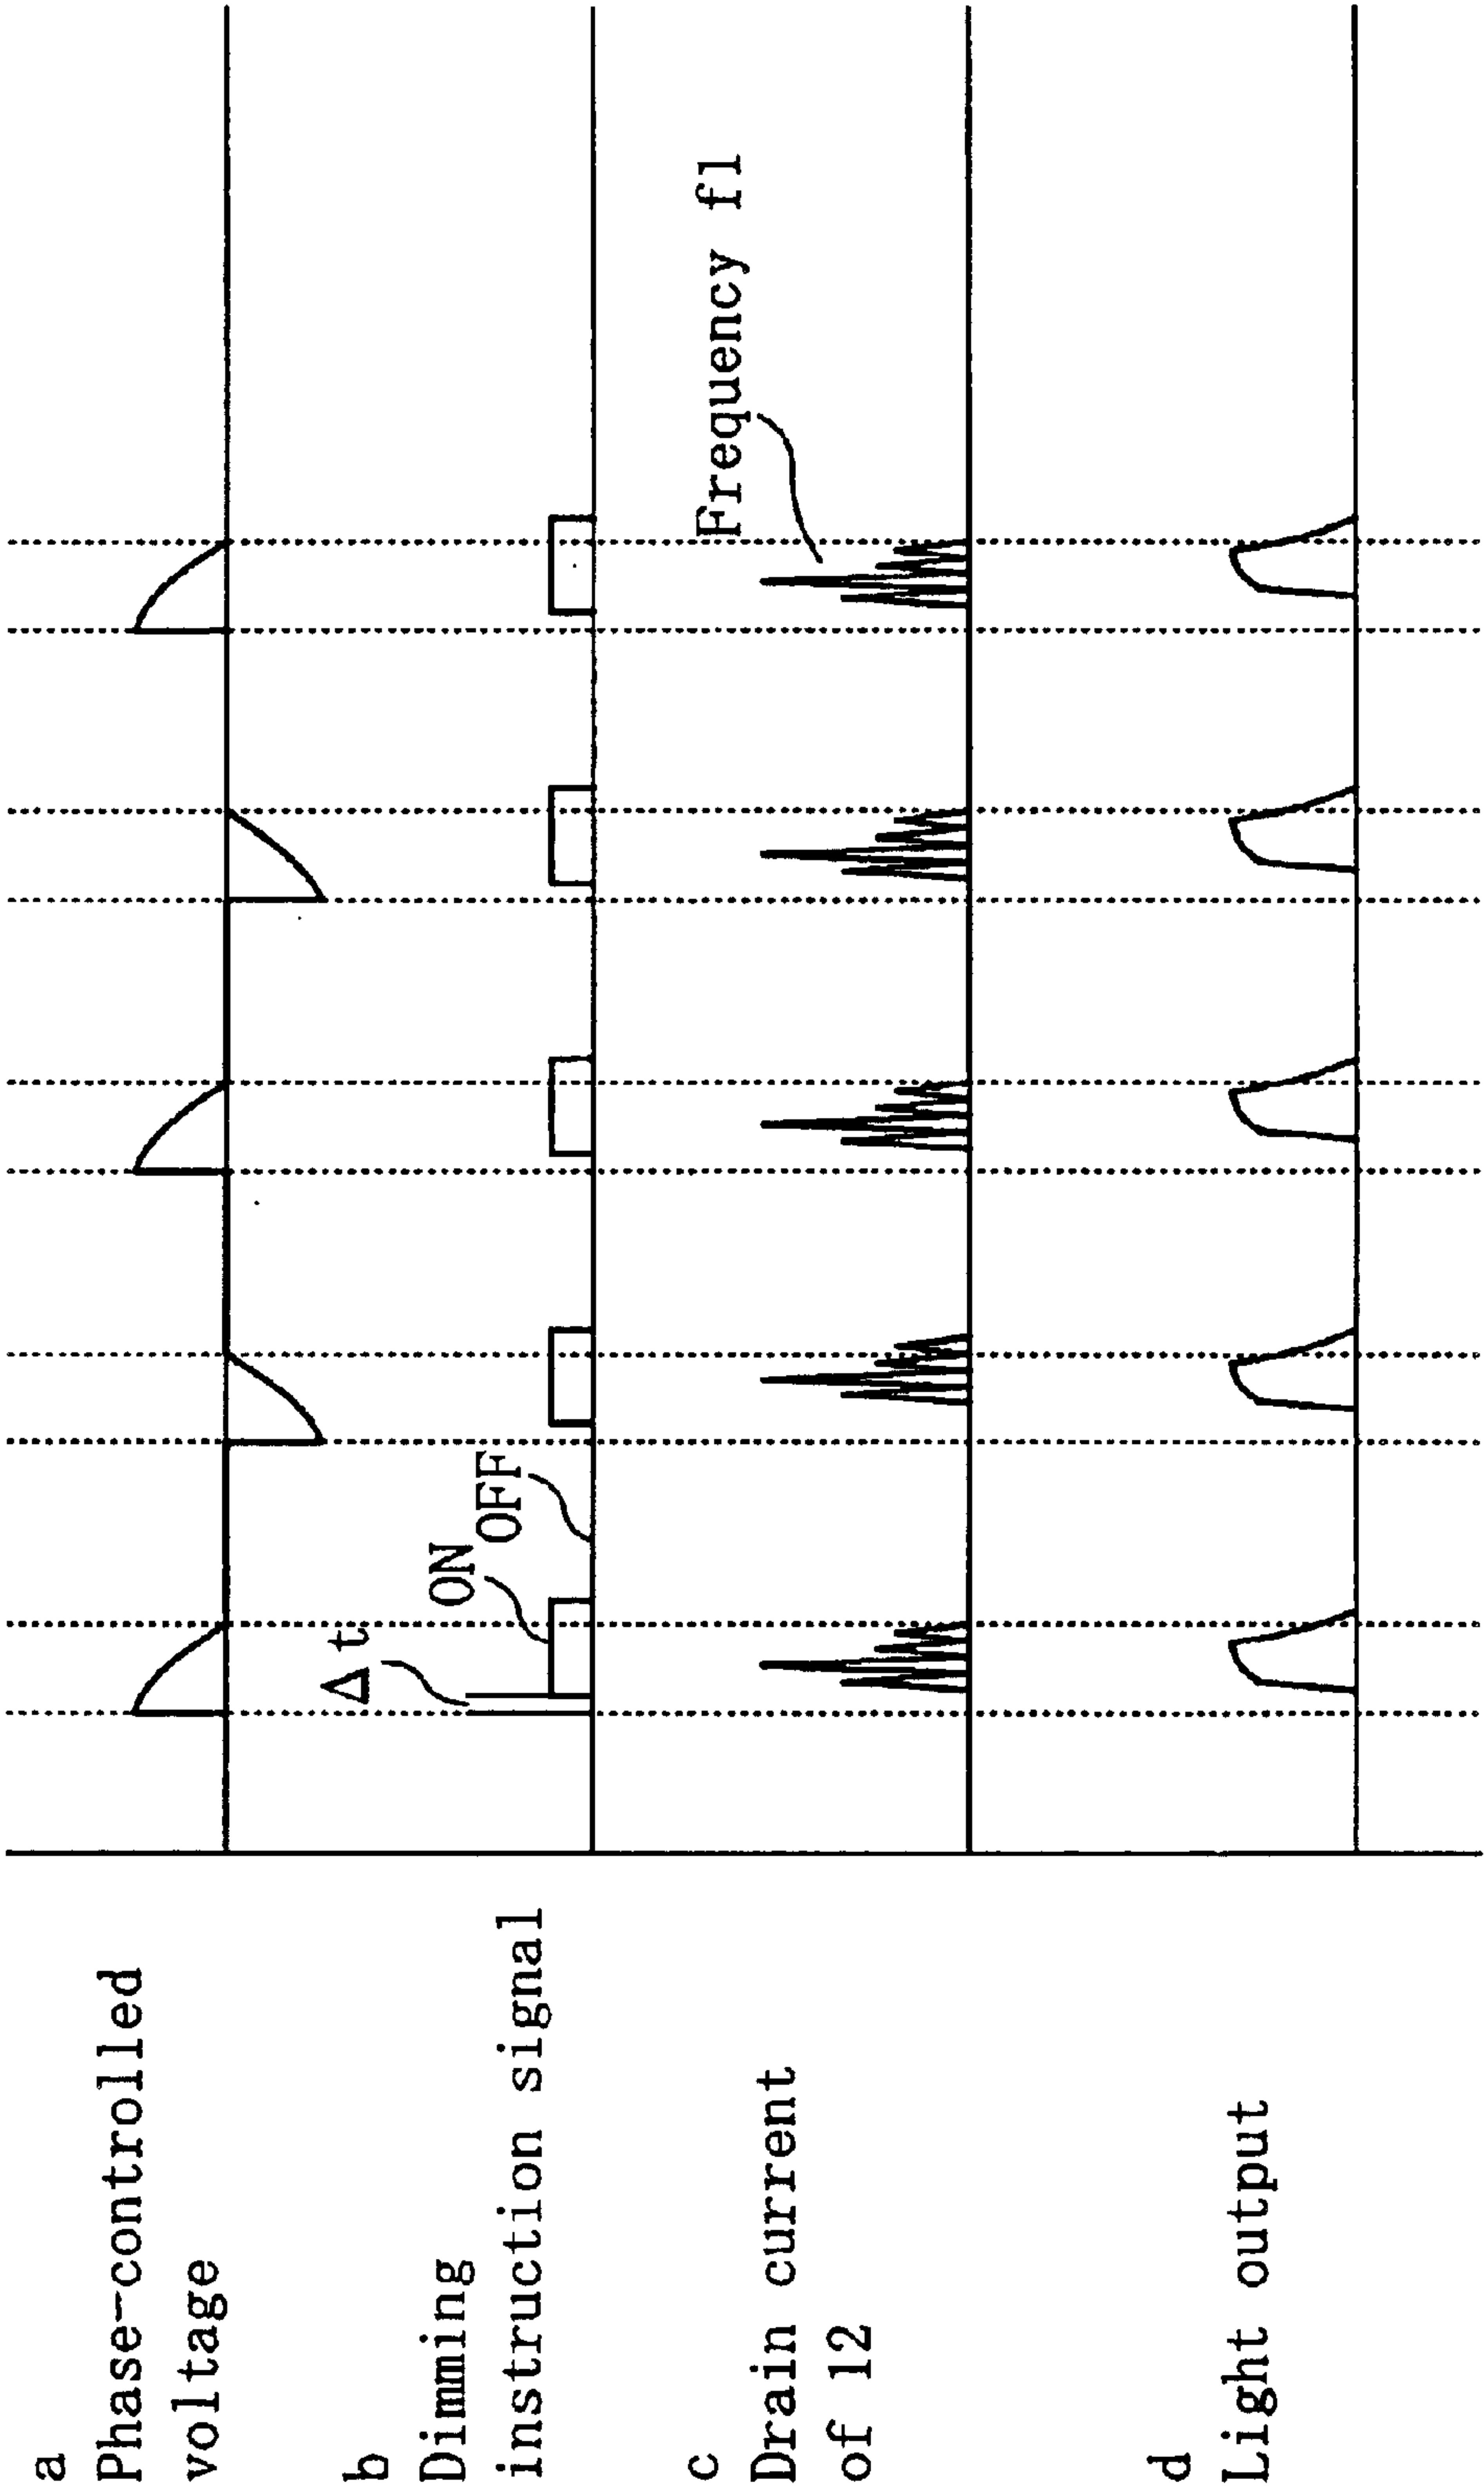 a
Phase-controlled
voltage
b
Dimming
instruction signal
Δt
ON
OFF
c
Drain current
of 12
Frequency f1
d
Light output